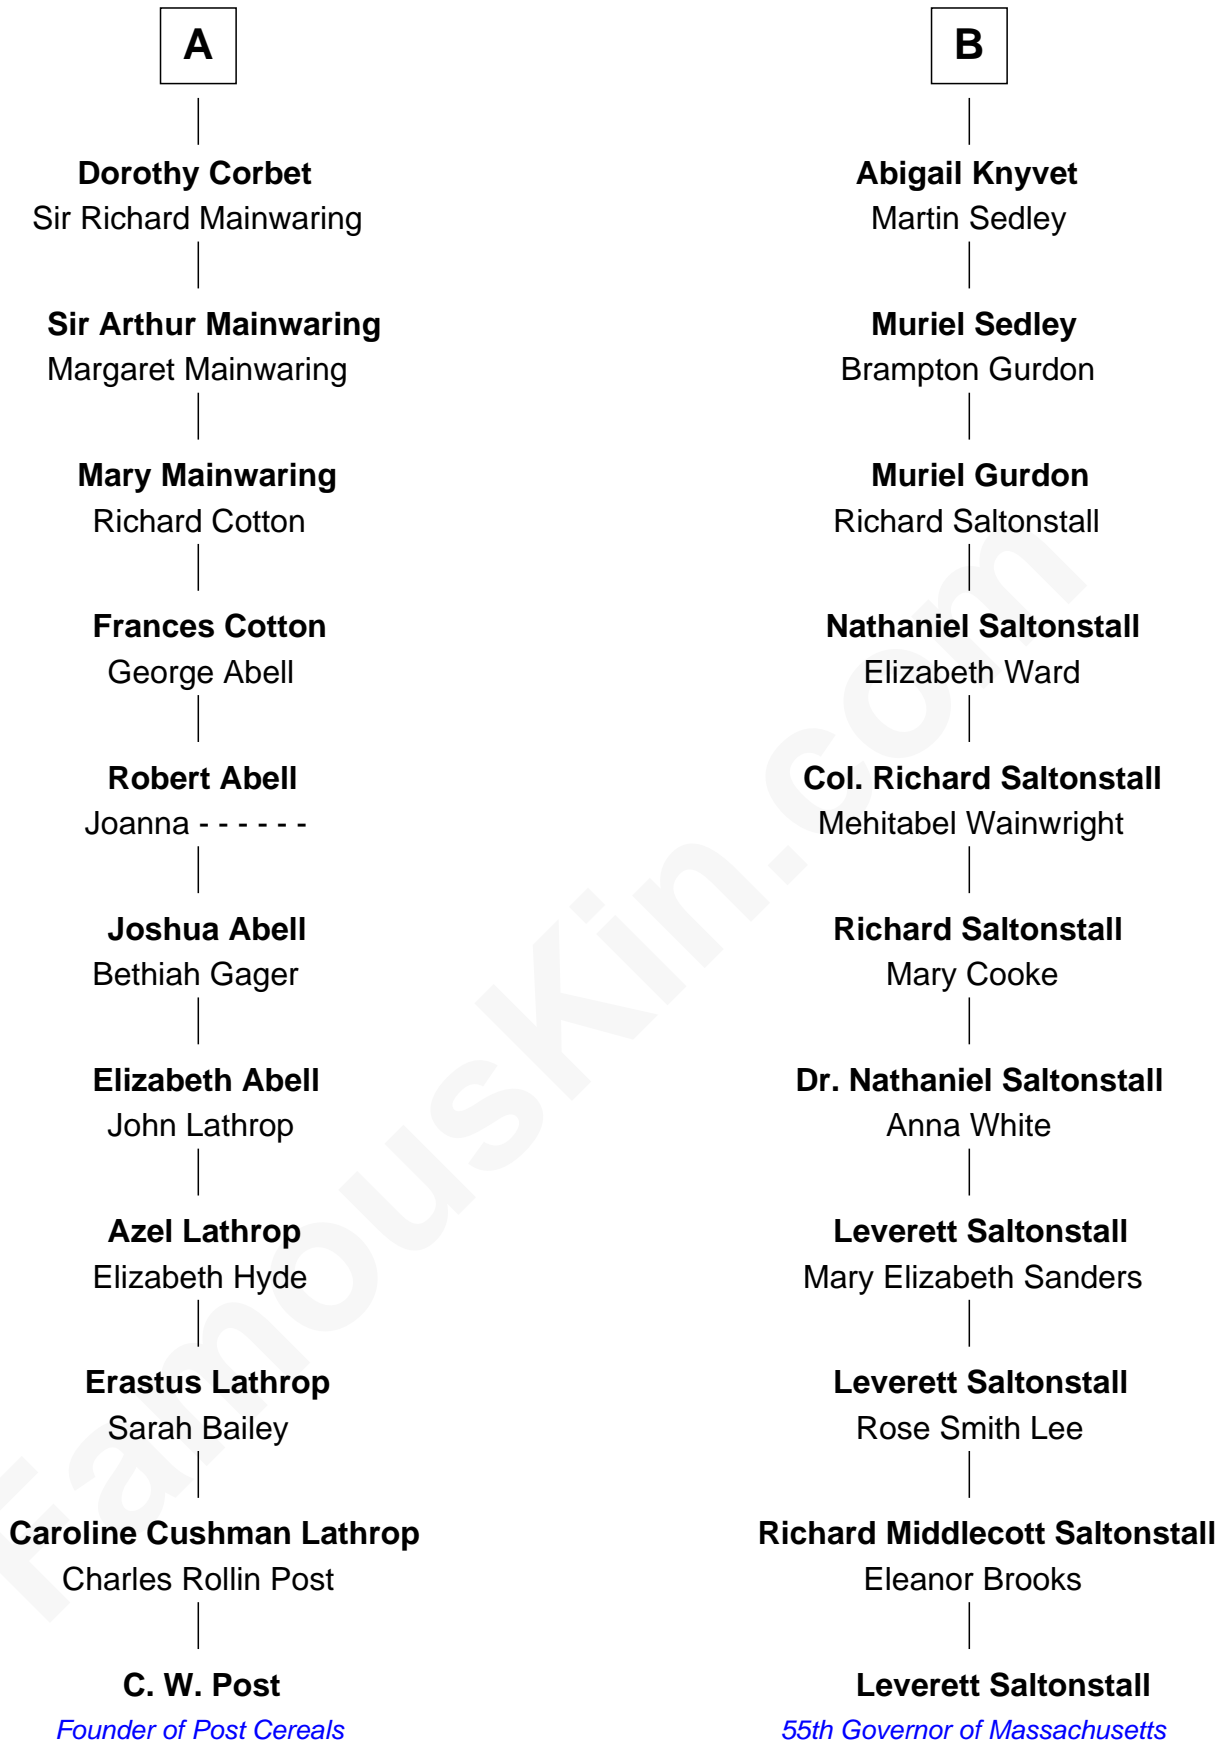 A
Dorothy Corbet
Sir Richard Mainwaring
Sir Arthur Mainwaring
Margaret Mainwaring
Mary Mainwaring
Richard Cotton
Frances Cotton
George Abell
Robert Abell
Joanna - - - - - -
Joshua Abell
Bethiah Gager
Elizabeth Abell
John Lathrop
Azel Lathrop
Elizabeth Hyde
Erastus Lathrop
Sarah Bailey
Caroline Cushman Lathrop
Charles Rollin Post
C. W. Post
Founder of Post Cereals
B
Abigail Knyvet
Martin Sedley
Muriel Sedley
Brampton Gurdon
Muriel Gurdon
Richard Saltonstall
Nathaniel Saltonstall
Elizabeth Ward
Col. Richard Saltonstall
Mehitabel Wainwright
Richard Saltonstall
Mary Cooke
Dr. Nathaniel Saltonstall
Anna White
Leverett Saltonstall
Mary Elizabeth Sanders
Leverett Saltonstall
Rose Smith Lee
Richard Middlecott Saltonstall
Eleanor Brooks
Leverett Saltonstall
55th Governor of Massachusetts
FamousKin.com